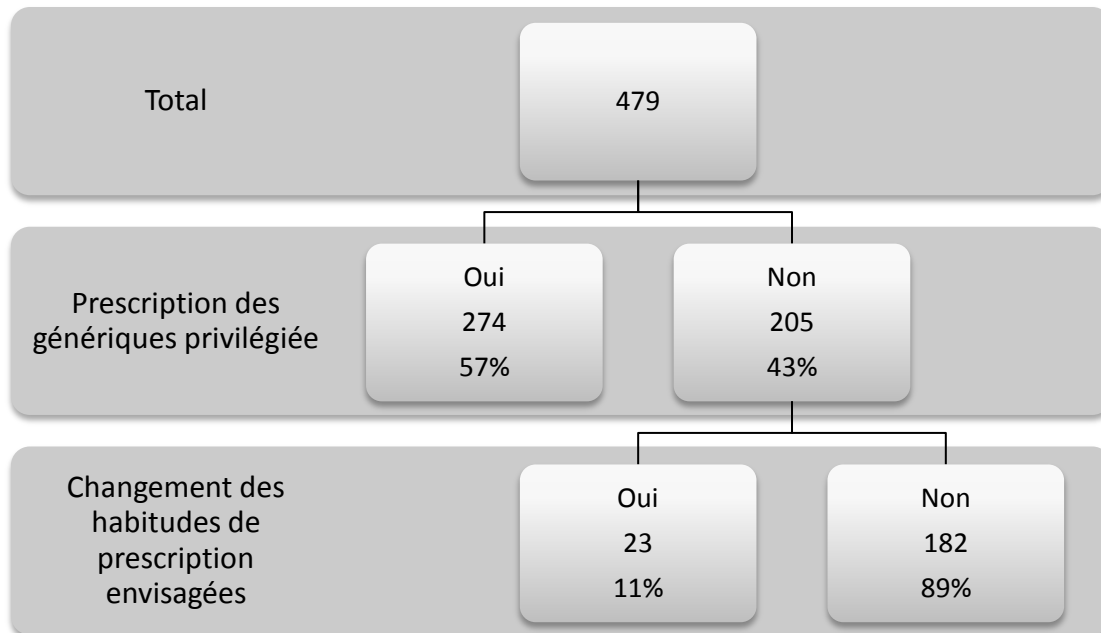 Total
479
Prescription des
génériques privilégiée
Oui
274
57%
Non
205
43%
Changement des
habitudes de
prescription
envisagées
Oui
23
11%
Non
182
89%